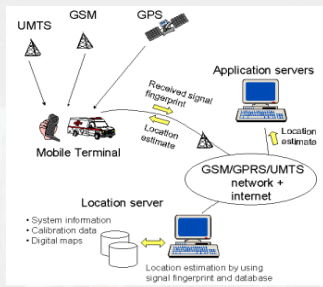 GSM
GPS
UMTS
Received signal
fingerprint
Location
estimate
Mobile Terminal
Application servers
Location
estimate
GSM/GPRS/UMTS
network +
internet
Location server
• System information
• Calibration data
• Digital maps
Location estimation by using
signal fingerprint and database